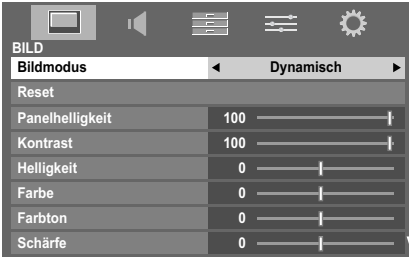 BILD
Bildmodus Dynamisch
Reset
Panelhelligkeit 100
Kontrast 100
Helligkeit 0
Farbe 0
Farbton 0
Schärfe 0